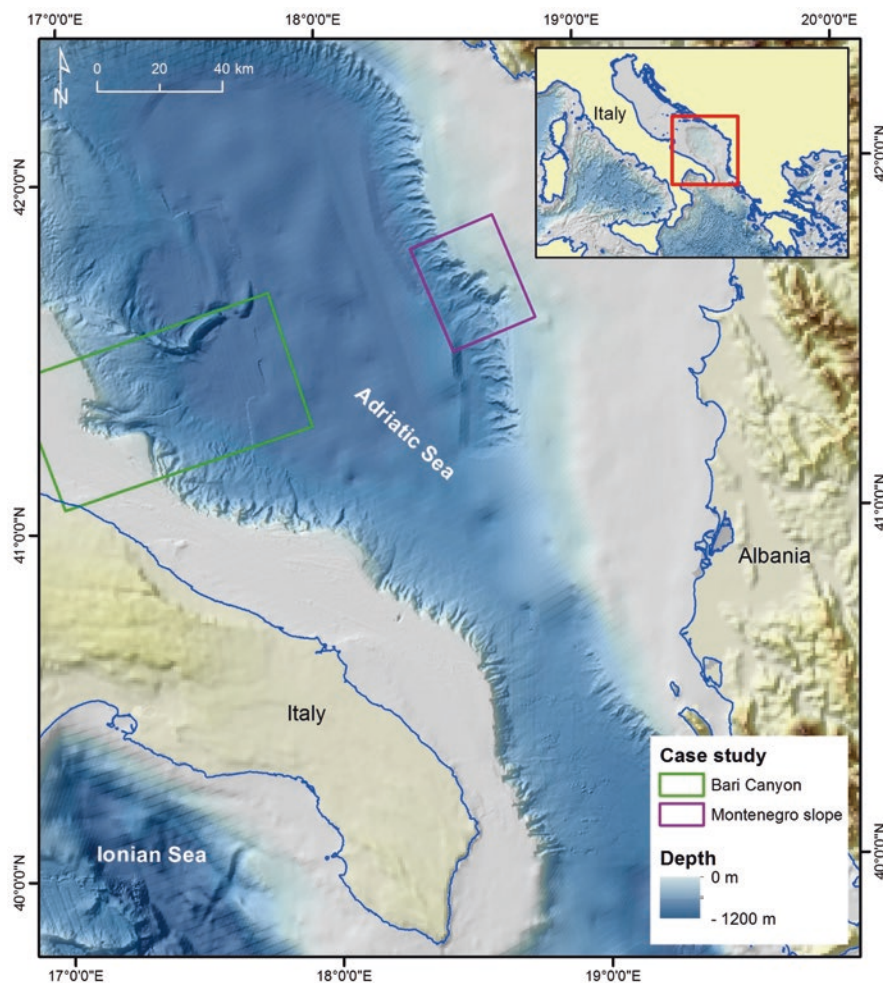 17°0'0"E 18°0'0"E 19°0'0"E 20°0'0"E
0 20 40 km
N
Italy
42°0'0"N
42°0'0"N
Adriatic Sea
41°0'0"N
41°0'0"N
Albania
Italy
Case study
Bari Canyon
Montenegro slope
Depth
0 m
- 1200 m
Ionian Sea
40°0'0"N
40°0'0"N
17°0'0"E 18°0'0"E 19°0'0"E